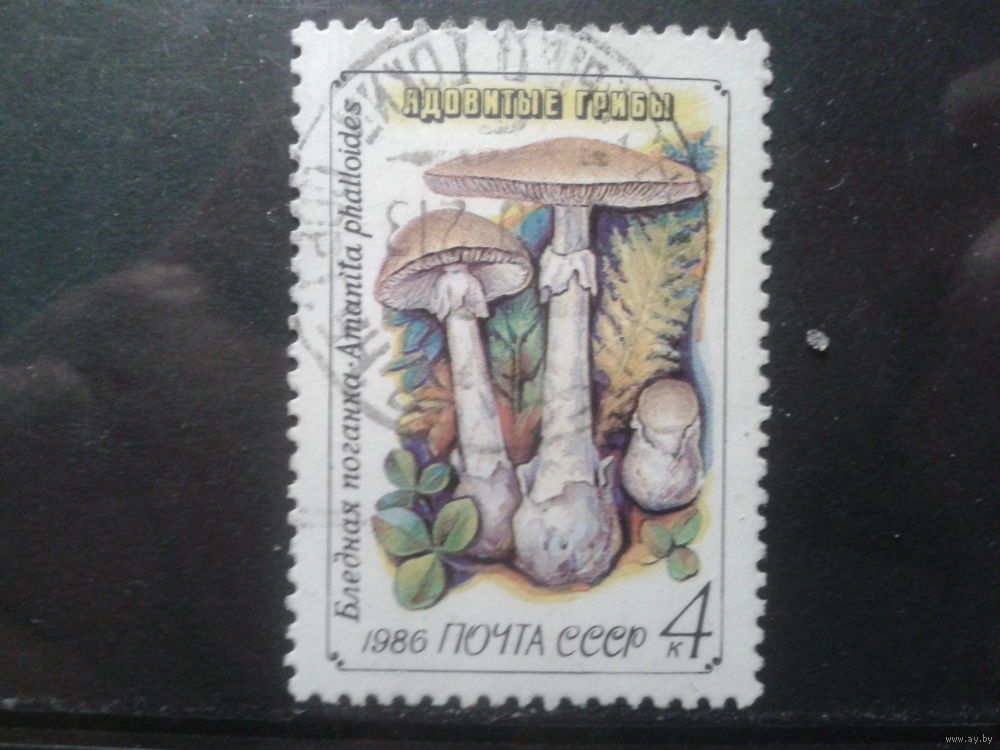 ЯДОВИТЫЕ ГРИБЫ
Бледная поганка·Amanita phalloides
1986 ПОЧТА СССР 4 к
www.ay.by